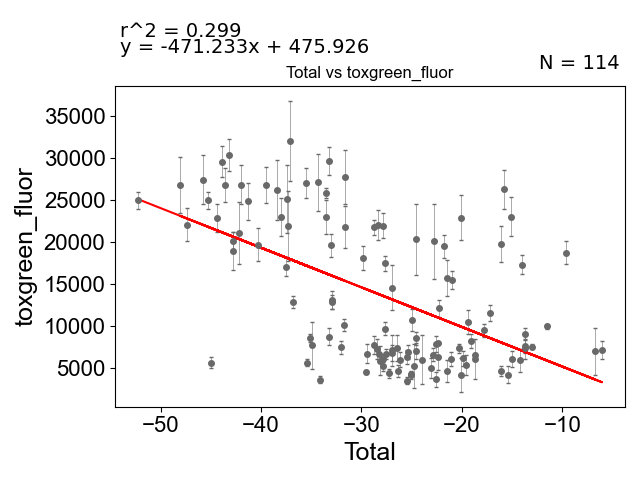 r^2 = 0.299
y = -471.233x + 475.926
N = 114
Total vs toxgreen_fluor
35000
30000
25000
20000
15000
10000
5000
toxgreen_fluor
−50
−40
−30
−20
−10
Total